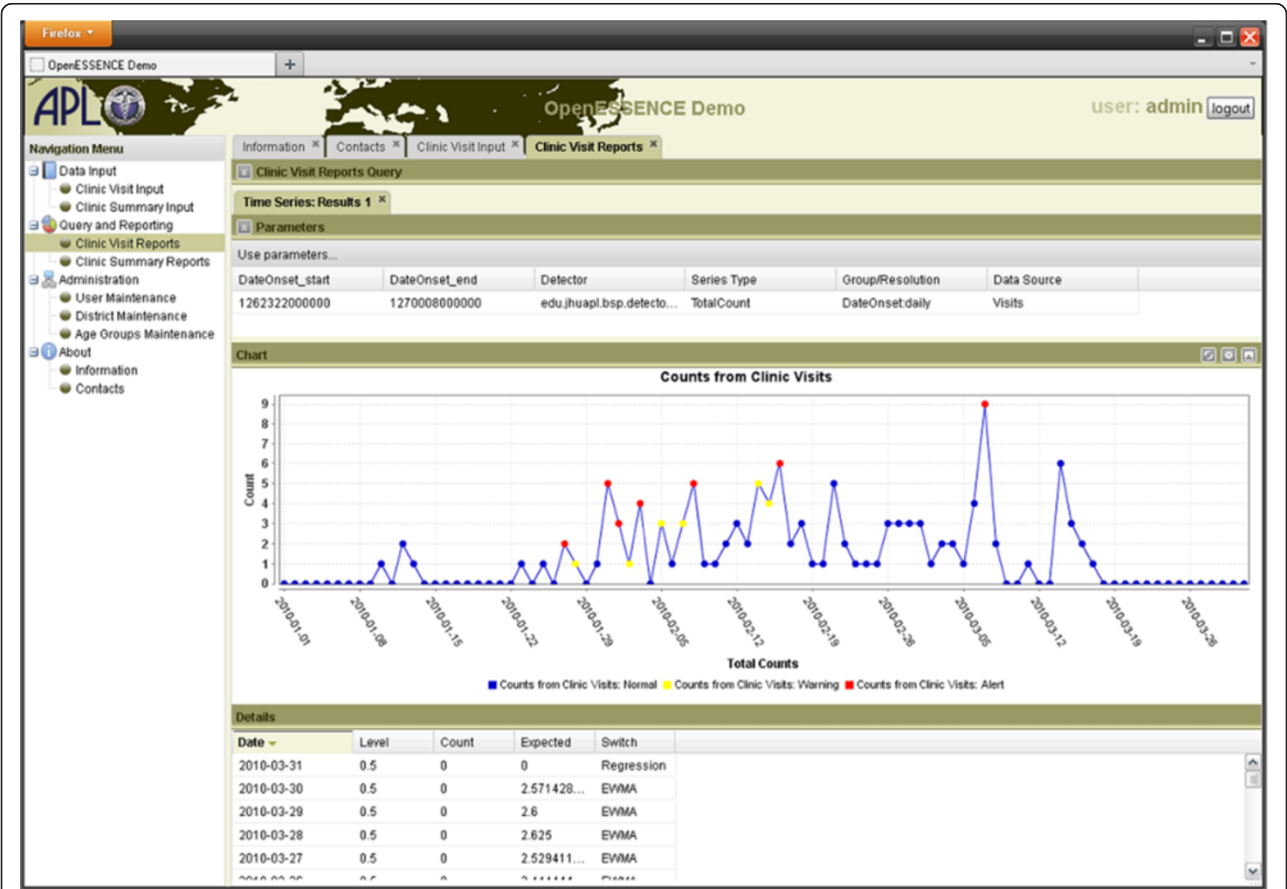 Firefox
OpenESSENCE Demo
+
APL
OpenESSENCE Demo
user: admin logout
Navigation Menu
Data Input
Clinic Visit Input
Clinic Summary Input
Query and Reporting
Clinic Visit Reports
Clinic Summary Reports
Administration
User Maintenance
District Maintenance
Age Groups Maintenance
About
Information
Contacts
Information Contacts Clinic Visit Input Clinic Visit Reports
Clinic Visit Reports Query
Time Series: Results 1
Parameters
Use parameters...
DateOnset_start DateOnset_end Detector Series Type Group/Resolution Data Source
1262322000000 1270008000000 edu.jhuapl.bsp.detecto... TotalCount DateOnset:daily Visits
Chart
Counts from Clinic Visits
Count
9
8
7
6
5
4
3
2
1
0
2010-01-01 2010-01-08 2010-01-15 2010-01-22 2010-01-29 2010-02-05 2010-02-12 2010-02-19 2010-02-26 2010-03-05 2010-03-12 2010-03-19 2010-03-26
Total Counts
Counts from Clinic Visits: Normal Counts from Clinic Visits: Warning Counts from Clinic Visits: Alert
Details
Date Level Count Expected Switch
2010-03-31 0.5 0 0 Regression
2010-03-30 0.5 0 2.571428... EWMA
2010-03-29 0.5 0 2.6 EWMA
2010-03-28 0.5 0 2.625 EWMA
2010-03-27 0.5 0 2.529411... EWMA